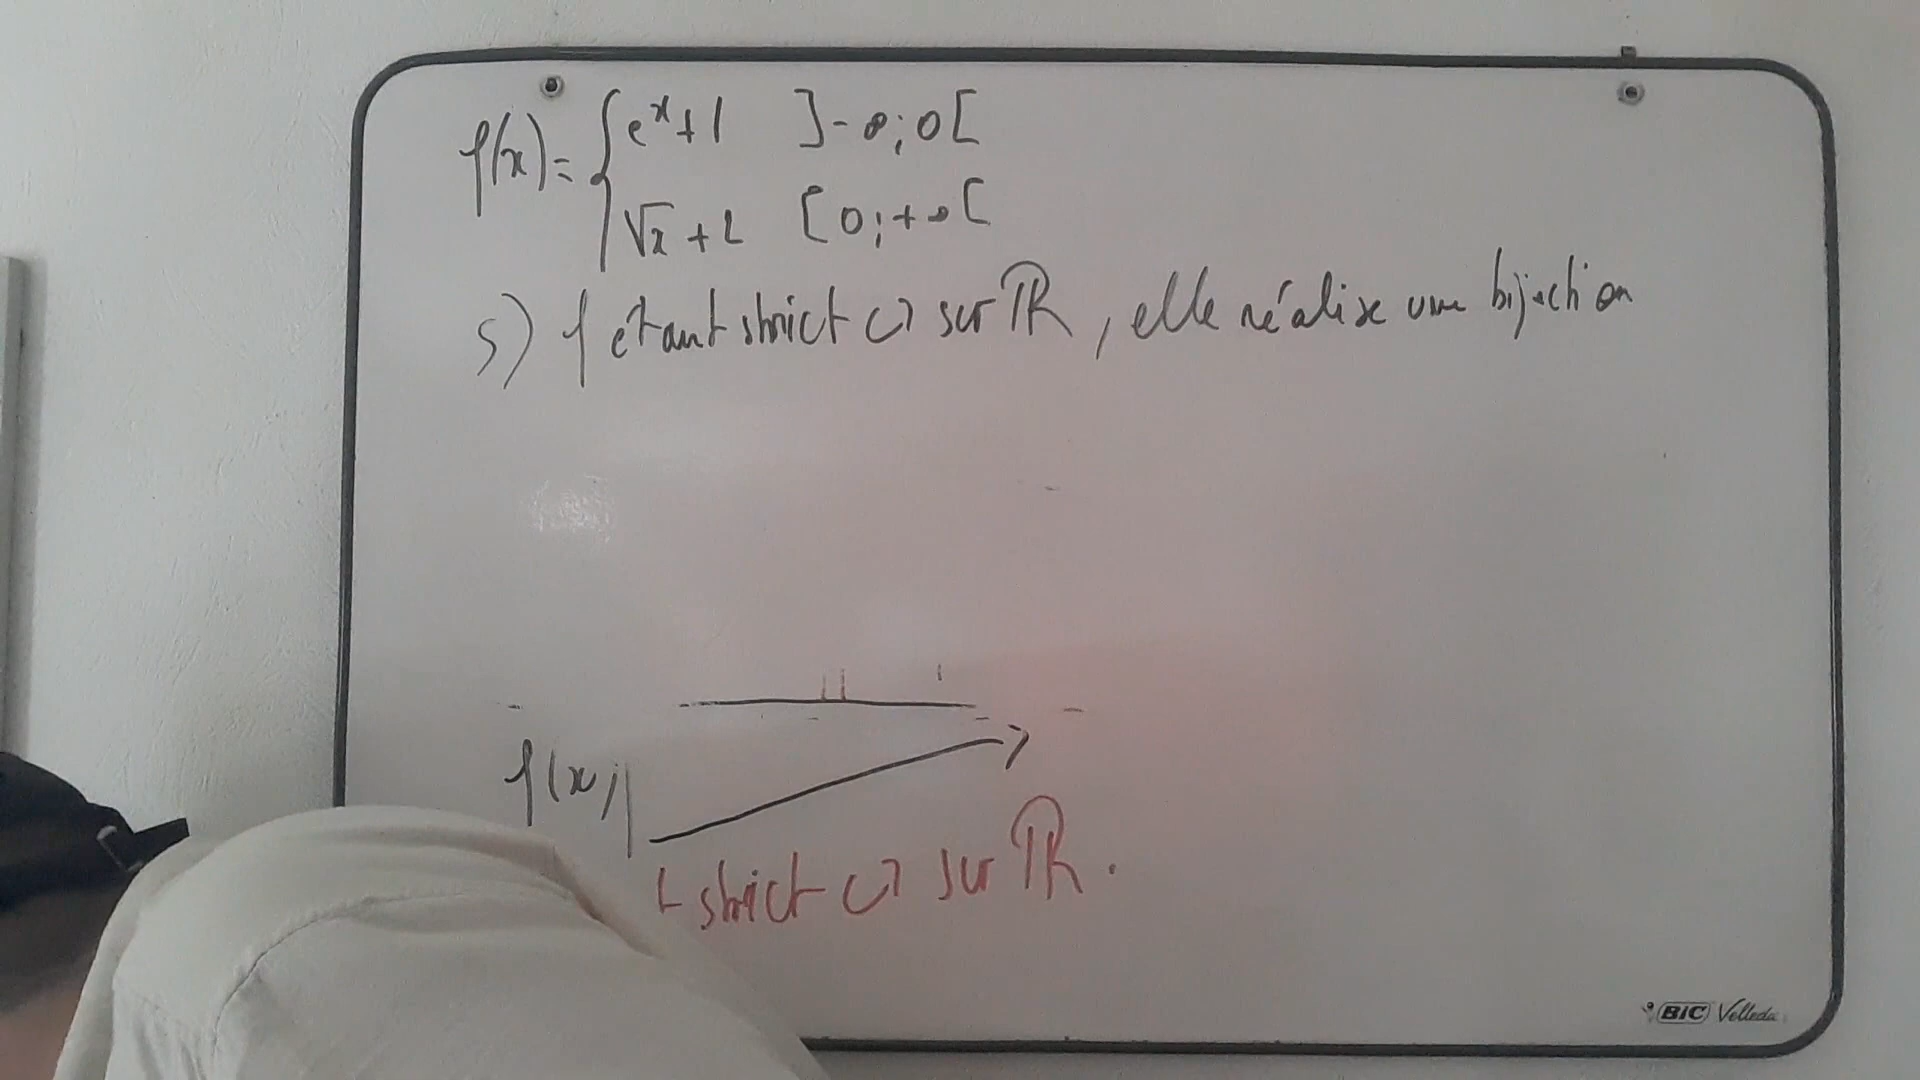 f(x) = { e^x + 1 ]-∞; 0[
√x + 2 [0; +∞[
5) f étant strict ↗ sur ℝ, elle réalise une bijection
f(x)
t strict ↗ sur ℝ.
BIC Velleda